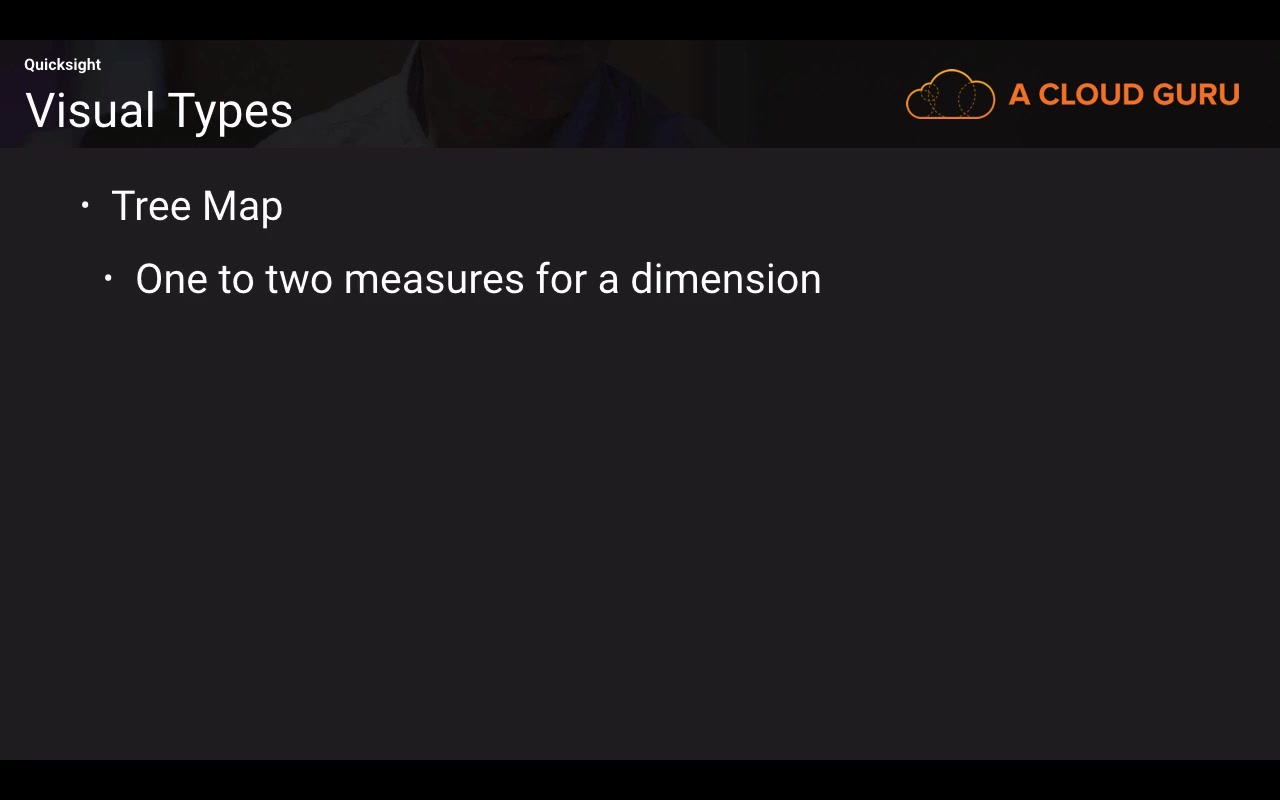 Quicksight
Visual Types
A CLOUD GURU
• Tree Map
• One to two measures for a dimension